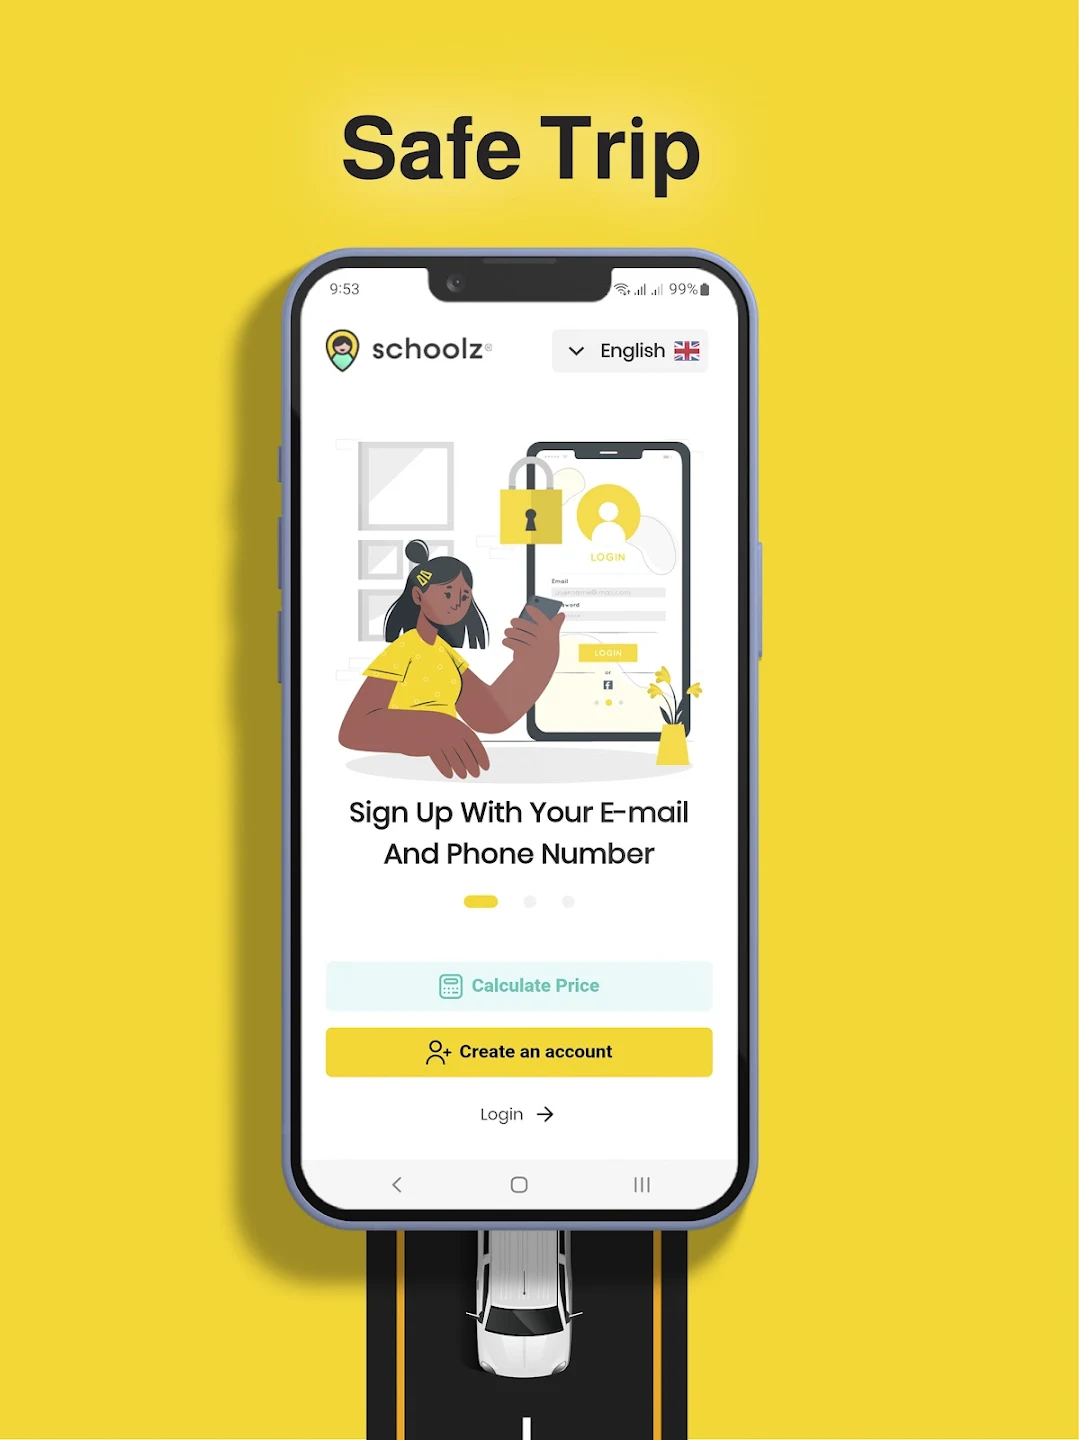 Safe Trip
9:53
99%
schoolz
English
LOGIN
Email
LOGIN
or
Sign Up With Your E-mail
And Phone Number
Calculate Price
Create an account
Login